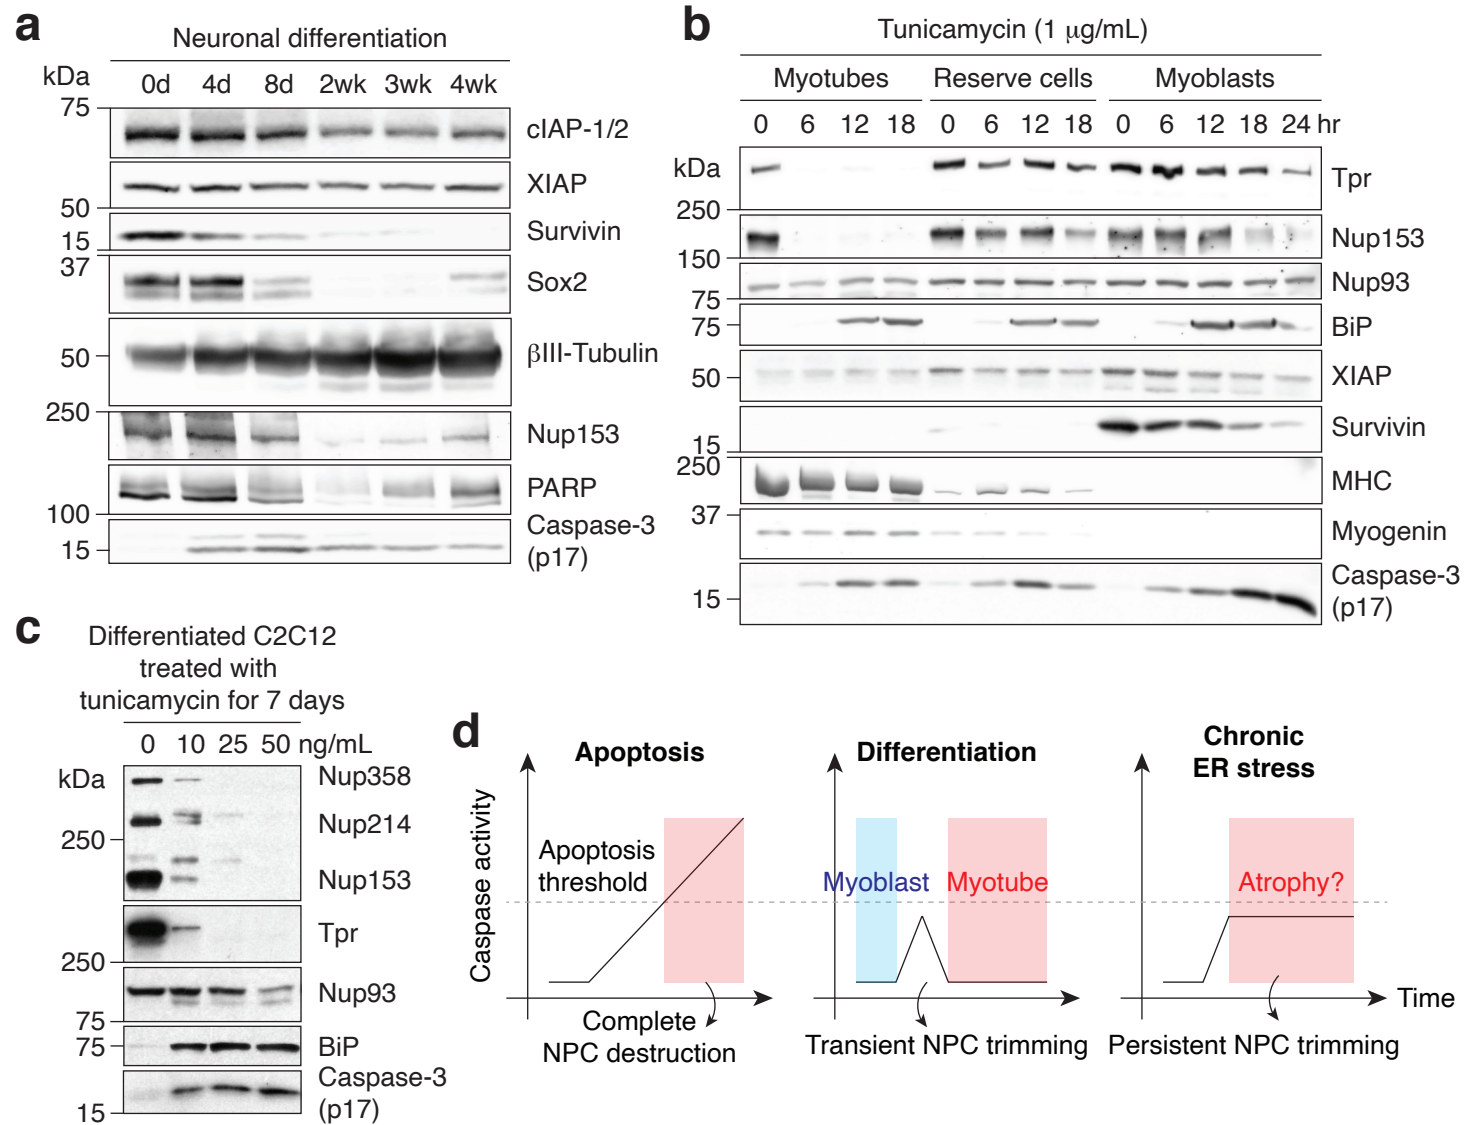 a
Neuronal differentiation
kDa
0d 4d 8d 2wk 3wk 4wk
75
cIAP-1/2
XIAP
50
Survivin
15
37
Sox2
βIII-Tubulin
50
250
Nup153
PARP
100
Caspase-3
(p17)
15
b
Tunicamycin (1 μg/mL)
Myotubes Reserve cells Myoblasts
0 6 12 18 0 6 12 18 0 6 12 18 24 hr
kDa
Tpr
250
Nup153
150
Nup93
75
75
BiP
XIAP
50
Survivin
15
250
MHC
37
Myogenin
Caspase-3
(p17)
15
c
Differentiated C2C12
treated with
tunicamycin for 7 days
0 10 25 50 ng/mL
kDa
Nup358
Nup214
250
Nup153
Tpr
250
Nup93
75
75
BiP
Caspase-3
(p17)
15
d
Caspase activity
Apoptosis
Apoptosis
threshold
Complete
NPC destruction
Differentiation
Myoblast Myotube
Transient NPC trimming
Chronic
ER stress
Atrophy?
Persistent NPC trimming
Time